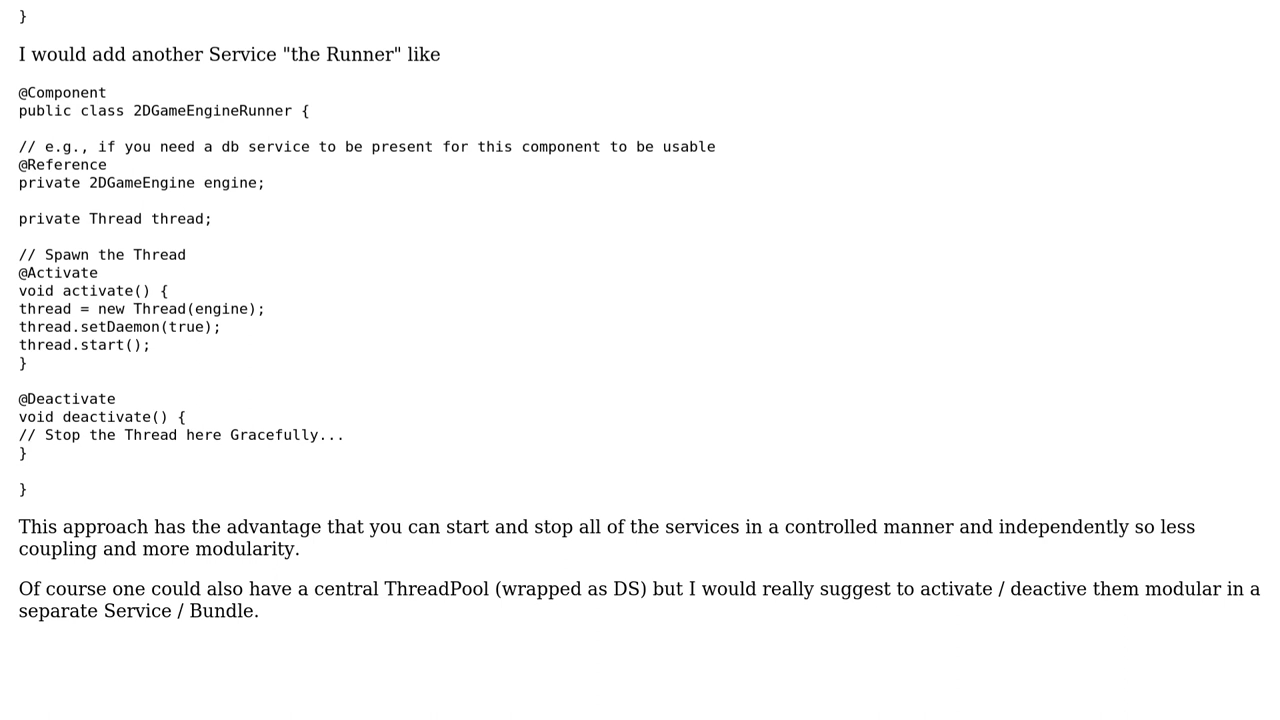 }
I would add another Service "the Runner" like
@Component
public class 2DGameEngineRunner {
// e.g., if you need a db service to be present for this component to be usable
@Reference
private 2DGameEngine engine;
private Thread thread;
// Spawn the Thread
@Activate
void activate() {
thread = new Thread(engine);
thread.setDaemon(true);
thread.start();
}
@Deactivate
void deactivate() {
// Stop the Thread here Gracefully...
}
}
This approach has the advantage that you can start and stop all of the services in a controlled manner and independently so less
coupling and more modularity.
Of course one could also have a central ThreadPool (wrapped as DS) but I would really suggest to activate / deactive them modular in a
separate Service / Bundle.